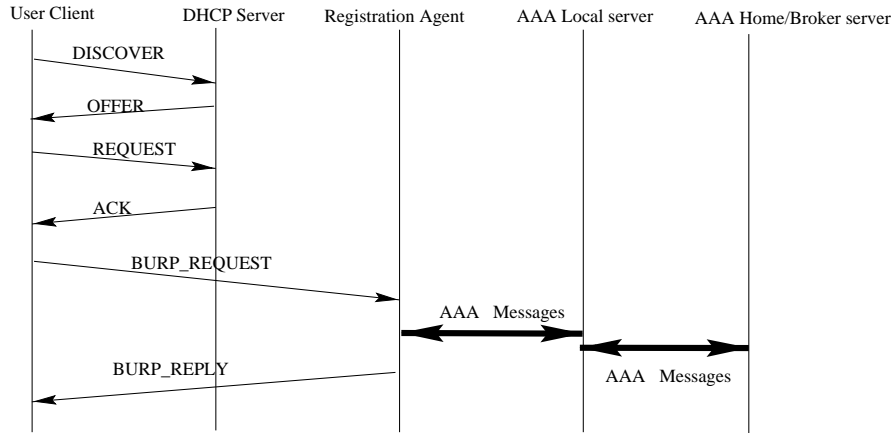 User Client
DHCP Server
Registration Agent
AAA Local server
AAA Home/Broker server
DISCOVER
OFFER
REQUEST
ACK
BURP_REQUEST
AAA Messages
BURP_REPLY
AAA Messages